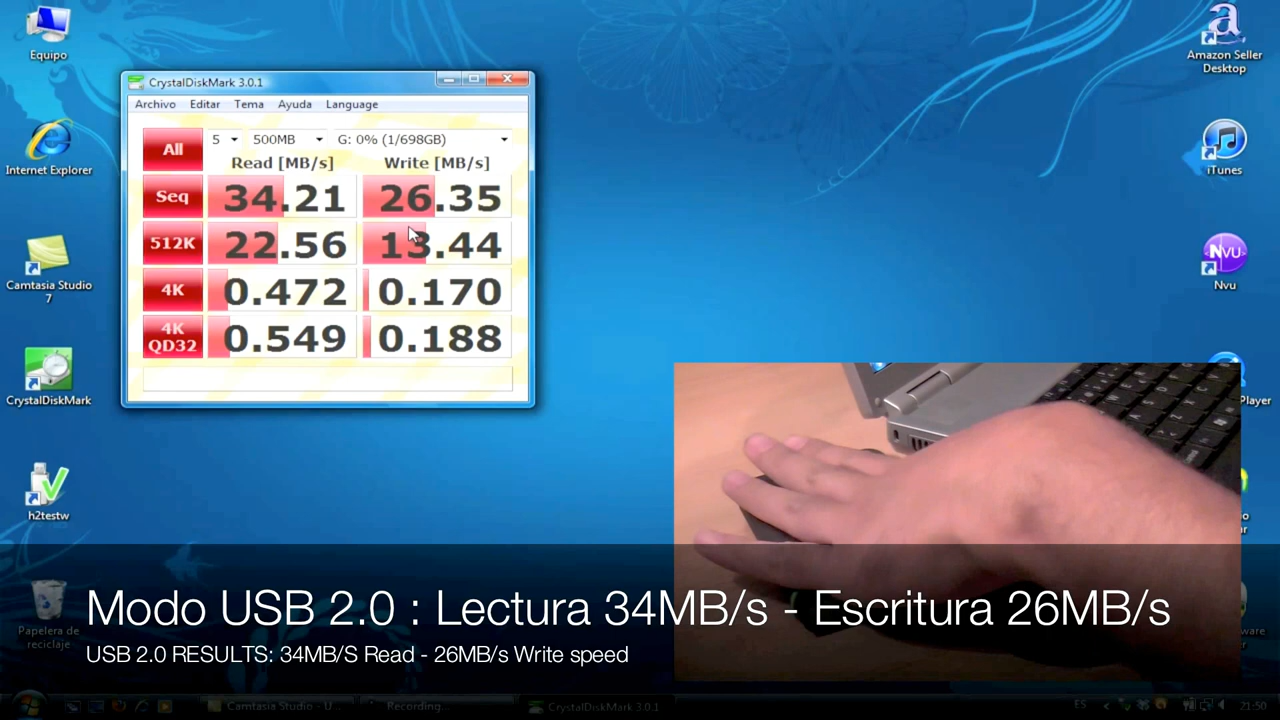 Equipo
Amazon Seller
Desktop
CrystalDiskMark 3.0.1
Archivo Editar Tema Ayuda Language
All 5 500MB G: 0% (1/698GB)
Read [MB/s] Write [MB/s]
Seq 34.21 26.35
512K 22.56 13.44
4K 0.472 0.170
4K
QD32 0.549 0.188
Internet Explorer
iTunes
Camtasia Studio
7
NVU
Nvu
CrystalDiskMark
Player
h2testw
Modo USB 2.0 : Lectura 34MB/s - Escritura 26MB/s
USB 2.0 RESULTS: 34MB/S Read - 26MB/s Write speed
Papelera de
reciclaje
Camtasia Studio - U...
Recording...
CrystalDiskMark 3.0.1
ES
21:50